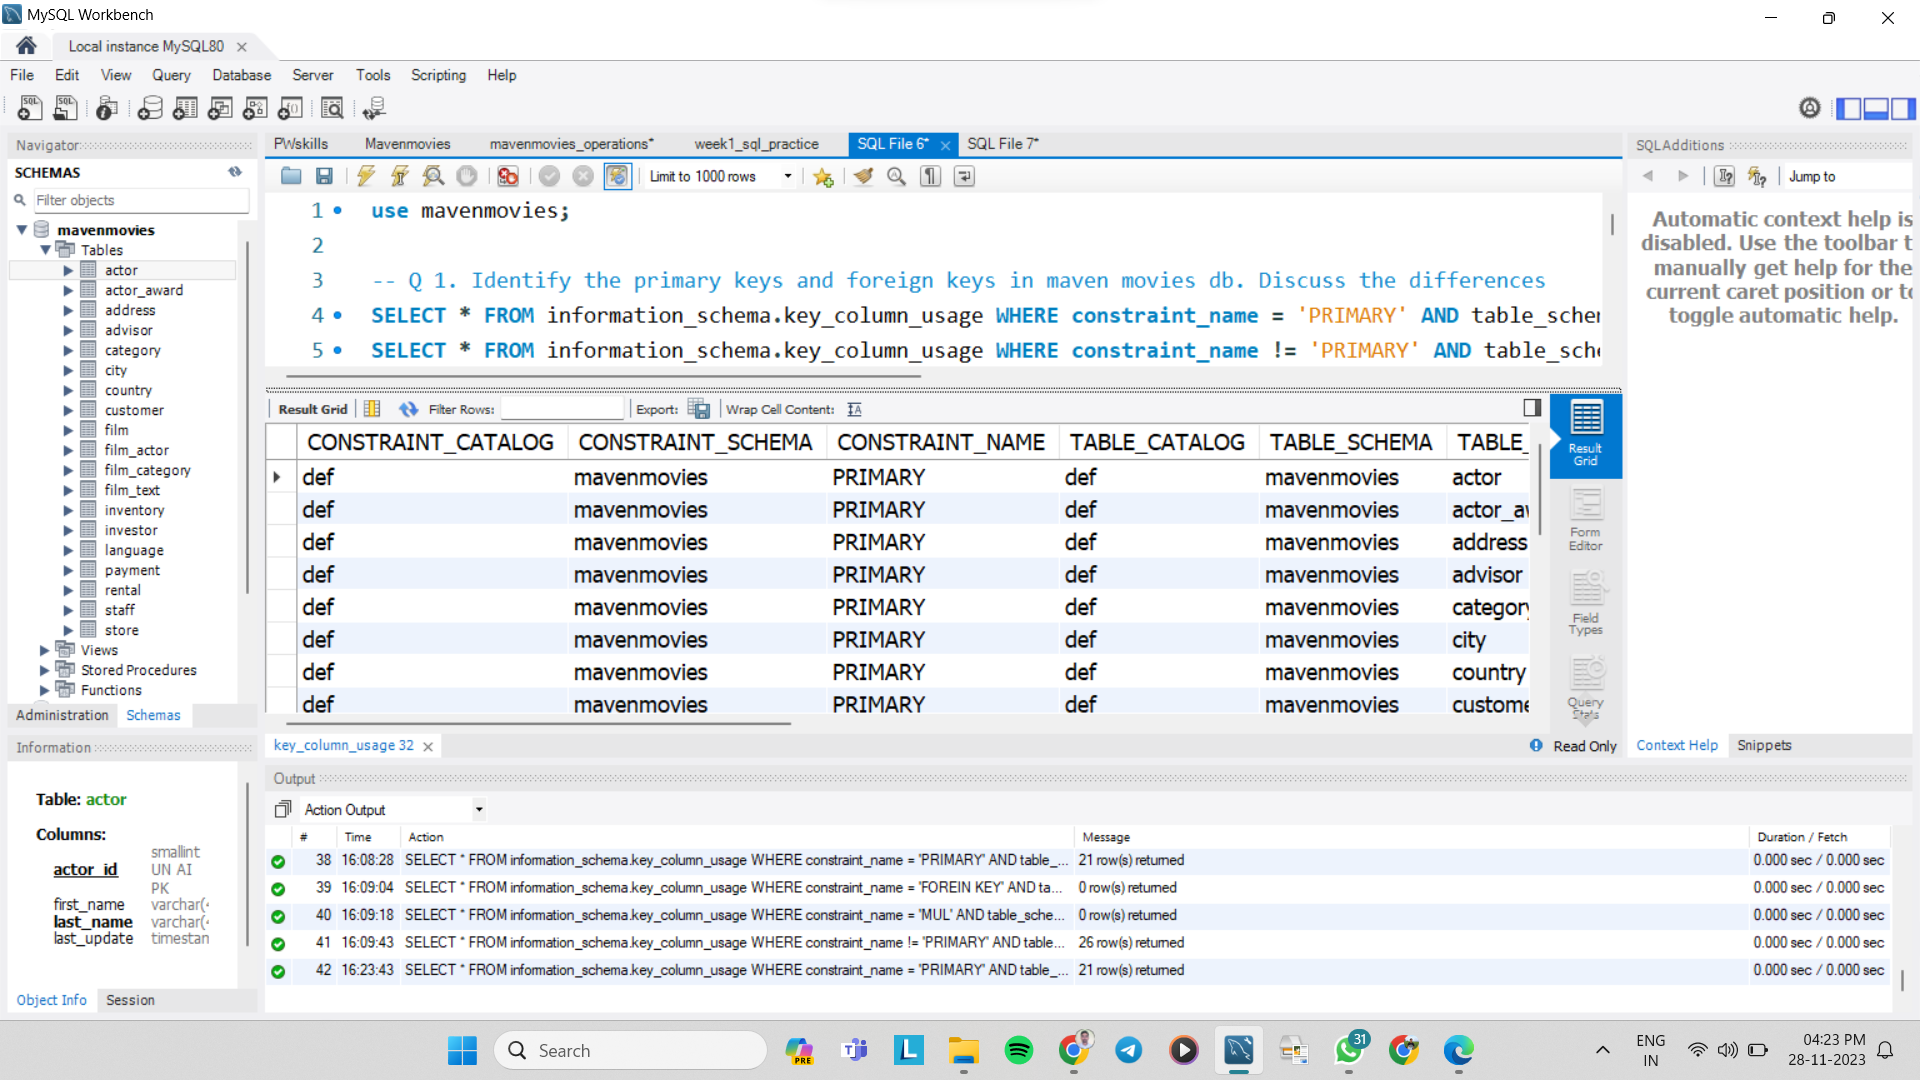 MySQL Workbench
Local instance MySQL80
File Edit View Query Database Server Tools Scripting Help
Navigator
SCHEMAS
Filter objects
mavenmovies
Tables
actor
actor_award
address
advisor
category
city
country
customer
film
film_actor
film_category
film_text
inventory
investor
language
payment
rental
staff
store
Views
Stored Procedures
Functions
Administration Schemas
Information
Table: actor
Columns:
actor_id smallint
UN AI
PK
first_name varchar(4
last_name varchar(4
last_update timestan
Object Info Session
PWskills Mavenmovies mavenmovies_operations* week1_sql_practice SQL File 6* SQL File 7*
Limit to 1000 rows
1 use mavenmovies;
2
3 -- Q 1. Identify the primary keys and foreign keys in maven movies db. Discuss the differences
4 SELECT * FROM information_schema.key_column_usage WHERE constraint_name = 'PRIMARY' AND table_scher
5 SELECT * FROM information_schema.key_column_usage WHERE constraint_name != 'PRIMARY' AND table_sche
Result Grid Filter Rows: Export: Wrap Cell Content:
CONSTRAINT_CATALOG CONSTRAINT_SCHEMA CONSTRAINT_NAME TABLE_CATALOG TABLE_SCHEMA TABLE_
def mavenmovies PRIMARY def mavenmovies actor
def mavenmovies PRIMARY def mavenmovies actor_aw
def mavenmovies PRIMARY def mavenmovies address
def mavenmovies PRIMARY def mavenmovies advisor
def mavenmovies PRIMARY def mavenmovies category
def mavenmovies PRIMARY def mavenmovies city
def mavenmovies PRIMARY def mavenmovies country
def mavenmovies PRIMARY def mavenmovies custome
Result Grid
Form Editor
Field Types
Query Stats
key_column_usage 32
Read Only
SQLAdditions
Jump to
Automatic context help is
disabled. Use the toolbar t
manually get help for the
current caret position or to
toggle automatic help.
Context Help Snippets
Output
Action Output
# Time Action Message Duration / Fetch
38 16:08:28 SELECT * FROM information_schema.key_column_usage WHERE constraint_name = 'PRIMARY' AND table_... 21 row(s) returned 0.000 sec / 0.000 sec
39 16:09:04 SELECT * FROM information_schema.key_column_usage WHERE constraint_name = 'FOREIN KEY' AND ta... 0 row(s) returned 0.000 sec / 0.000 sec
40 16:09:18 SELECT * FROM information_schema.key_column_usage WHERE constraint_name = 'MUL' AND table_sche... 0 row(s) returned 0.000 sec / 0.000 sec
41 16:09:43 SELECT * FROM information_schema.key_column_usage WHERE constraint_name != 'PRIMARY' AND table... 26 row(s) returned 0.000 sec / 0.000 sec
42 16:23:43 SELECT * FROM information_schema.key_column_usage WHERE constraint_name = 'PRIMARY' AND table_... 21 row(s) returned 0.000 sec / 0.000 sec
Search
PRE
31
ENG
IN
04:23 PM
28-11-2023